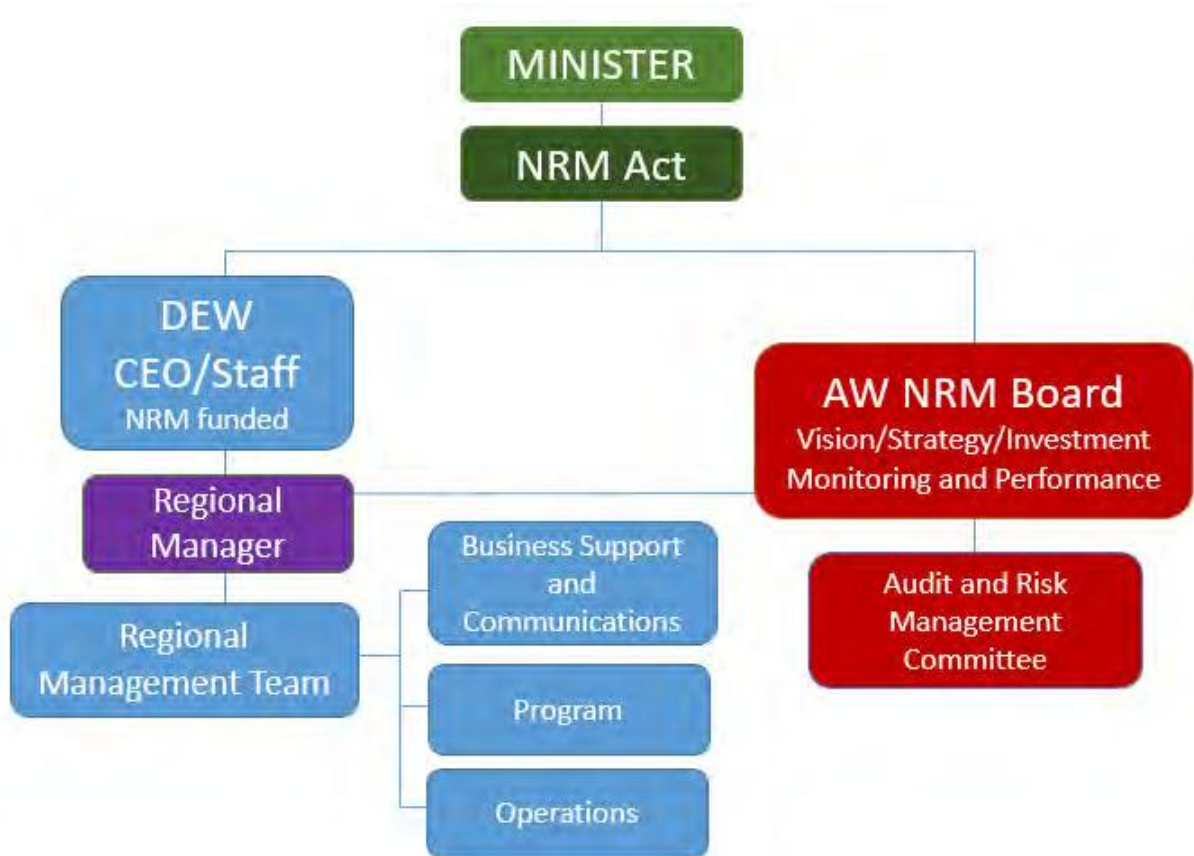 MINISTER
NRM Act
DEW
CEO/Staff
NRM funded
AW NRM Board
Vision/Strategy/Investment
Monitoring and Performance
Regional
Manager
Business Support
and
Communications
Audit and Risk
Management
Committee
Regional
Management Team
Program
Operations